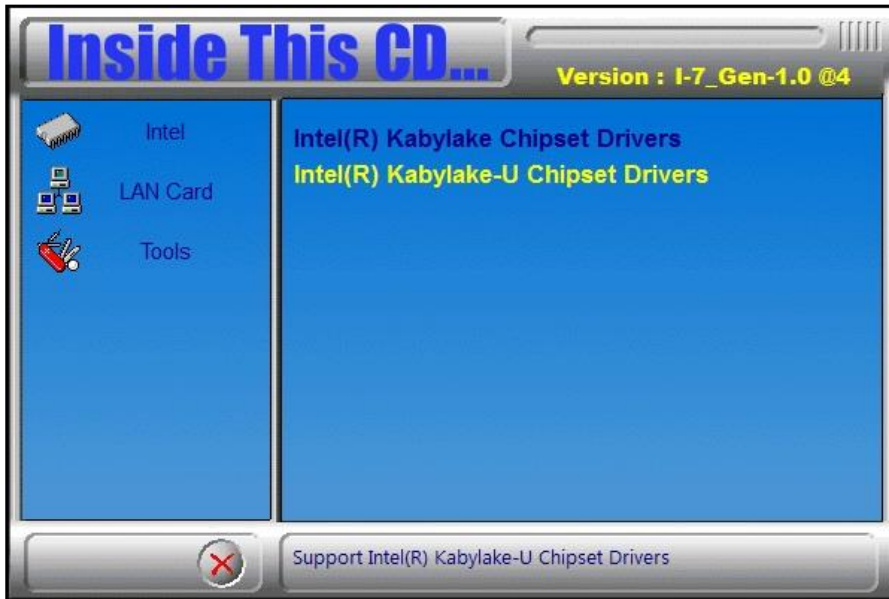 Inside This CD...
Version : I-7_Gen-1.0 @4
Intel
LAN Card
Tools
Intel(R) Kabylake Chipset Drivers
Intel(R) Kabylake-U Chipset Drivers
Support Intel(R) Kabylake-U Chipset Drivers